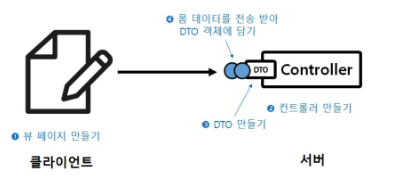 ❹ 폼 데이터를 전송 받아
DTO 객체에 담기
DTO
Controller
❷ 컨트롤러 만들기
❸ DTO 만들기
❶ 뷰 페이지 만들기
클라이언트
서버